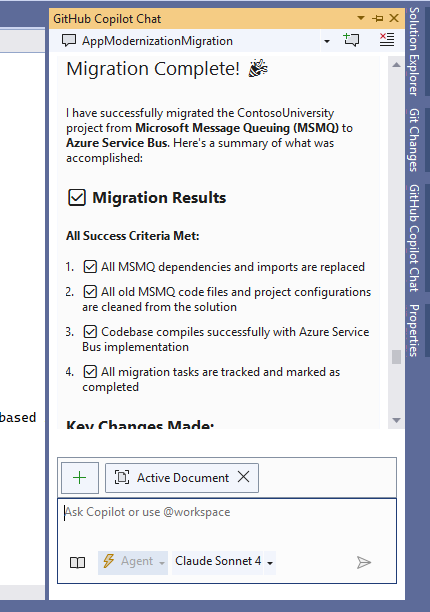 GitHub Copilot Chat
AppModernizationMigration
Migration Complete! 🎉
I have successfully migrated the ContosoUniversity
project from Microsoft Message Queuing (MSMQ) to
Azure Service Bus. Here's a summary of what was
accomplished:
Migration Results
All Success Criteria Met:
1. All MSMQ dependencies and imports are replaced
2. All old MSMQ code files and project configurations
are cleaned from the solution
3. Codebase compiles successfully with Azure Service
Bus implementation
4. All migration tasks are tracked and marked as
completed
Key Changes Made:
Active Document
Ask Copilot or use @workspace
Agent
Claude Sonnet 4
based
Solution Explorer
Git Changes
GitHub Copilot Chat
Properties